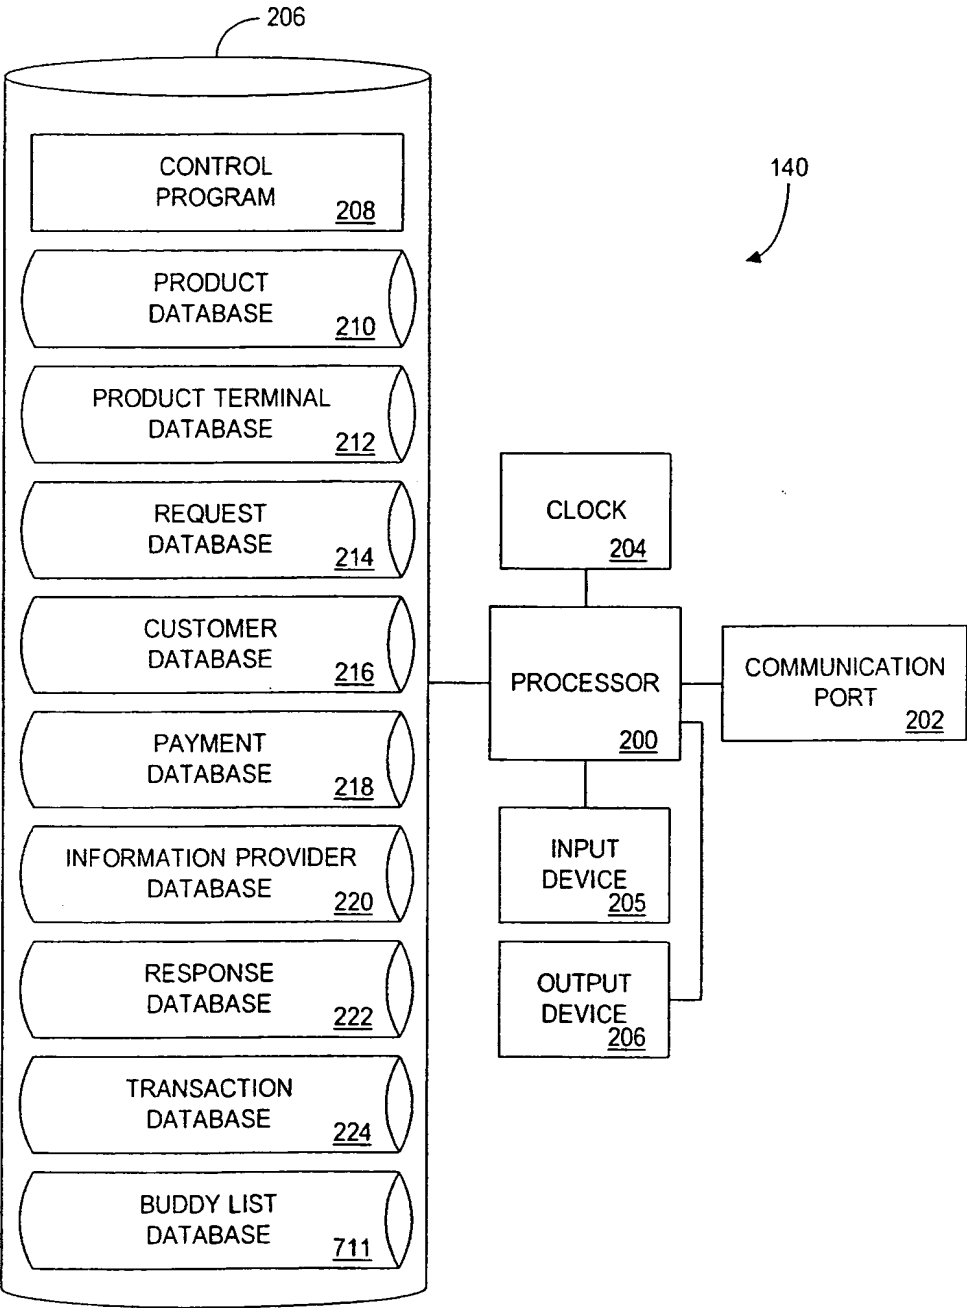 206
CONTROL
PROGRAM
208
PRODUCT
DATABASE
210
PRODUCT TERMINAL
DATABASE
212
REQUEST
DATABASE
214
CUSTOMER
DATABASE
216
PAYMENT
DATABASE
218
INFORMATION PROVIDER
DATABASE
220
RESPONSE
DATABASE
222
TRANSACTION
DATABASE
224
BUDDY LIST
DATABASE
711
140
CLOCK
204
PROCESSOR
200
COMMUNICATION
PORT
202
INPUT
DEVICE
205
OUTPUT
DEVICE
206